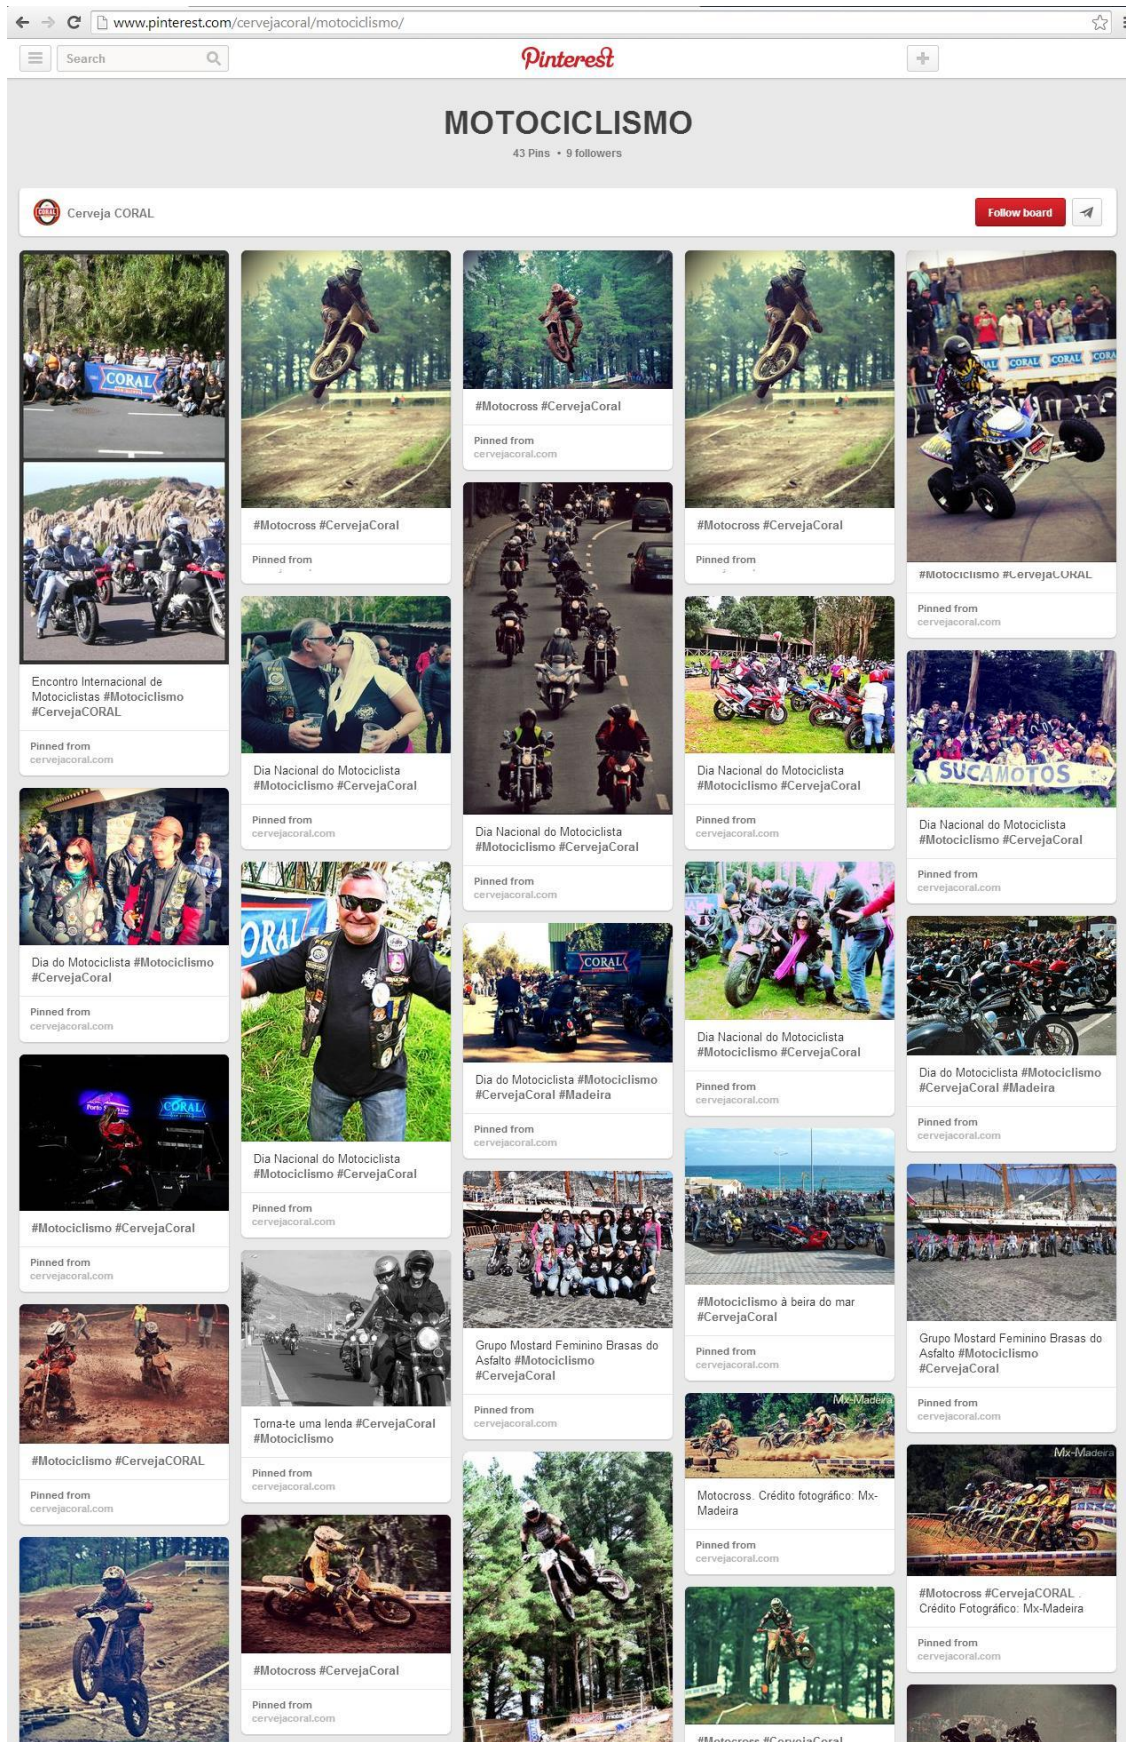 www.pinterest.com/cervejacoral/motociclismo/
Search
Pinterest
MOTOCICLISMO
43 Pins • 9 followers
CORAL
Cerveja CORAL
Follow board
CORAL
Encontro Internacional de
Motociclistas #Motociclismo
#CervejaCORAL
Pinned from
cervejacoral.com
Dia do Motociclista #Motociclismo
#CervejaCoral
Pinned from
cervejacoral.com
CORAL
#Motociclismo #CervejaCoral
Pinned from
cervejacoral.com
#Motociclismo #CervejaCORAL
Pinned from
cervejacoral.com
#Motocross #CervejaCoral
Pinned from
Dia Nacional do Motociclista
#Motociclismo #CervejaCoral
Pinned from
cervejacoral.com
ORAL
Dia Nacional do Motociclista
#Motociclismo #CervejaCoral
Pinned from
cervejacoral.com
Torna-te uma lenda #CervejaCoral
#Motociclismo
Pinned from
cervejacoral.com
#Motocross #CervejaCoral
Pinned from
cervejacoral.com
#Motocross #CervejaCoral
Pinned from
cervejacoral.com
Dia Nacional do Motociclista
#Motociclismo #CervejaCoral
Pinned from
cervejacoral.com
CORAL
Dia do Motociclista #Motociclismo
#CervejaCoral #Madeira
Pinned from
cervejacoral.com
Grupo Mostard Feminino Brasas do
Asfalto #Motociclismo
#CervejaCoral
Pinned from
cervejacoral.com
#Motocross #CervejaCoral
Pinned from
Dia Nacional do Motociclista
#Motociclismo #CervejaCoral
Pinned from
cervejacoral.com
Dia Nacional do Motociclista
#Motociclismo #CervejaCoral
Pinned from
cervejacoral.com
#Motociclismo à beira do mar
#CervejaCoral
Pinned from
cervejacoral.com
Mx-Madeira
Motocross. Crédito fotográfico: Mx-
Madeira
Pinned from
cervejacoral.com
#Motocross #CervejaCoral
CORAL CORAL CORA
#Motociclismo #CervejaCORAL
Pinned from
cervejacoral.com
SUCAMOTOS
Dia Nacional do Motociclista
#Motociclismo #CervejaCoral
Pinned from
cervejacoral.com
Dia do Motociclista #Motociclismo
#CervejaCoral #Madeira
Pinned from
cervejacoral.com
Grupo Mostard Feminino Brasas do
Asfalto #Motociclismo
#CervejaCoral
Pinned from
cervejacoral.com
Mx-Madeira
#Motocross #CervejaCORAL .
Crédito Fotográfico: Mx-Madeira
Pinned from
cervejacoral.com